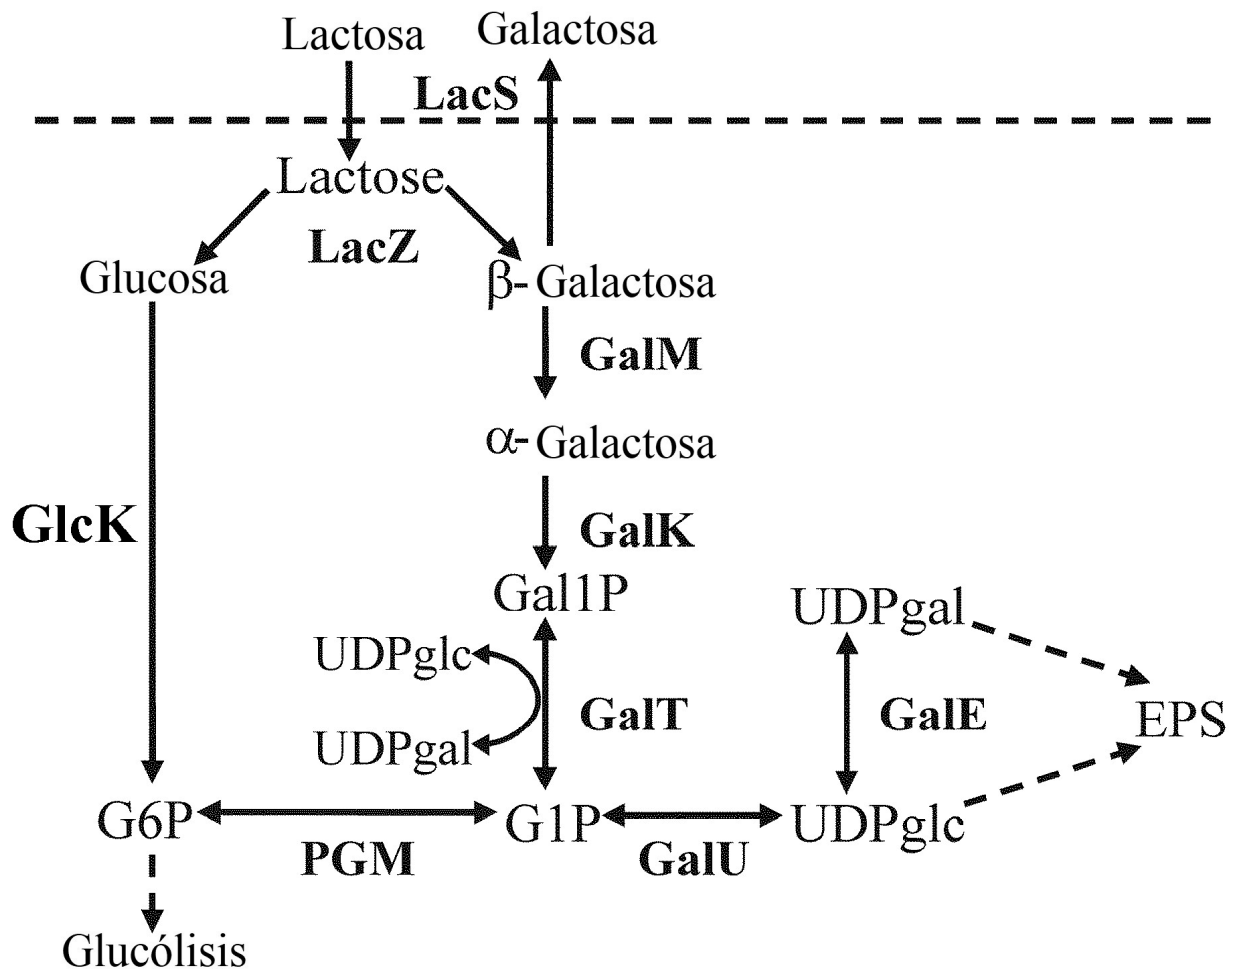 Lactosa
Galactosa
LacS
Lactose
LacZ
Glucosa
β- Galactosa
GalM
α- Galactosa
GlcK
GalK
Gal1P
UDPgal
UDPglc
GalT
GalE
EPS
UDPgal
G6P
G1P
UDPglc
PGM
GalU
Glucólisis